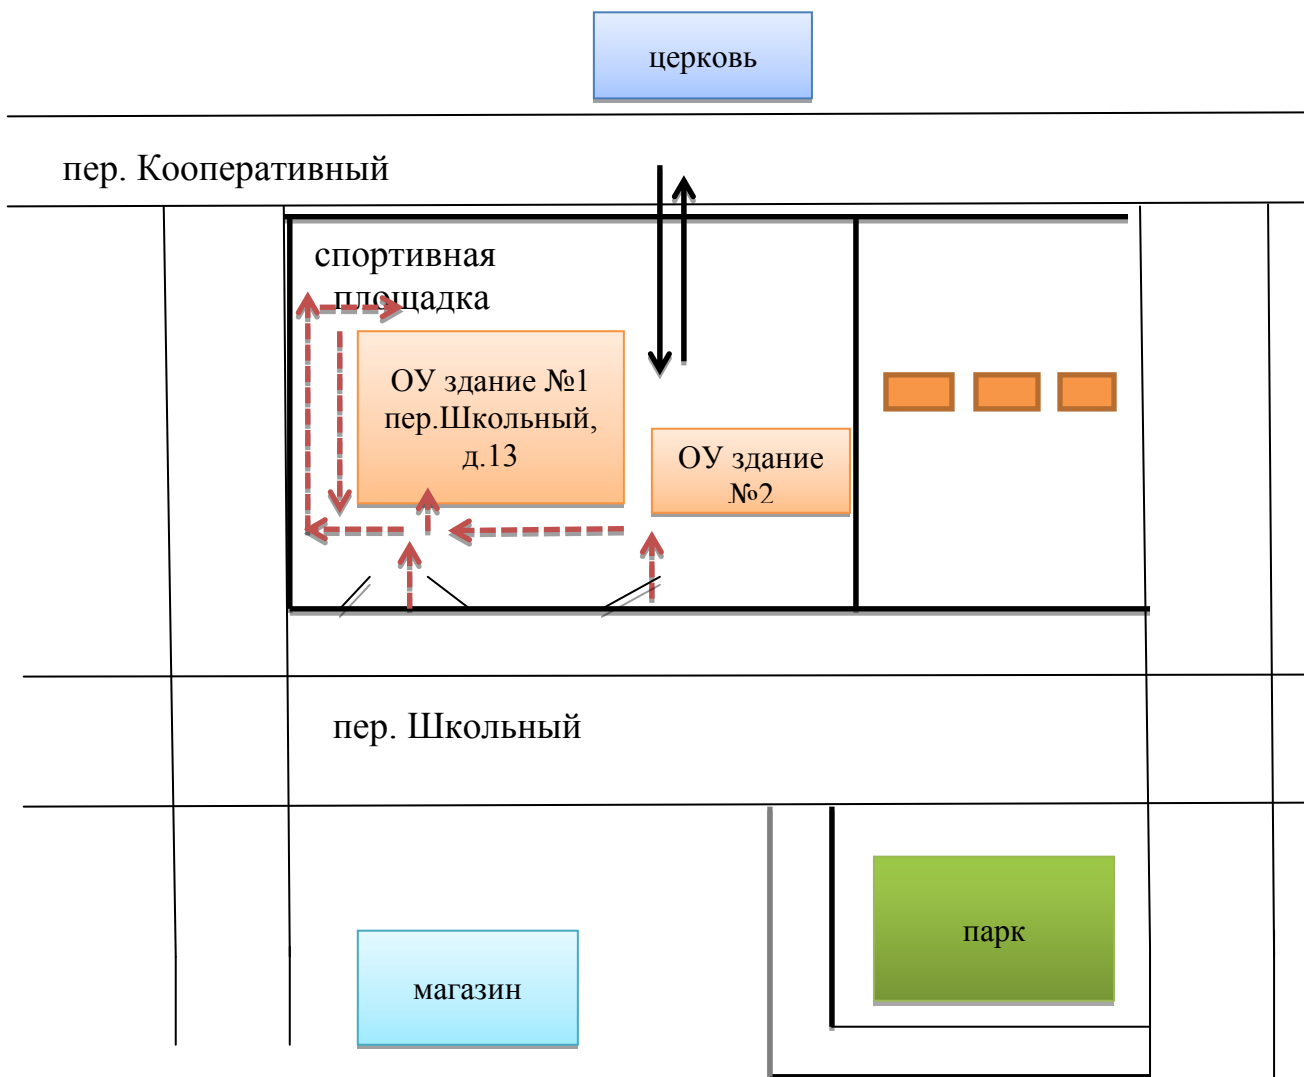 церковь
пер. Кооперативный
спортивная
площадка
ОУ здание №1
пер.Школьный,
д.13
ОУ здание
№2
пер. Школьный
парк
магазин